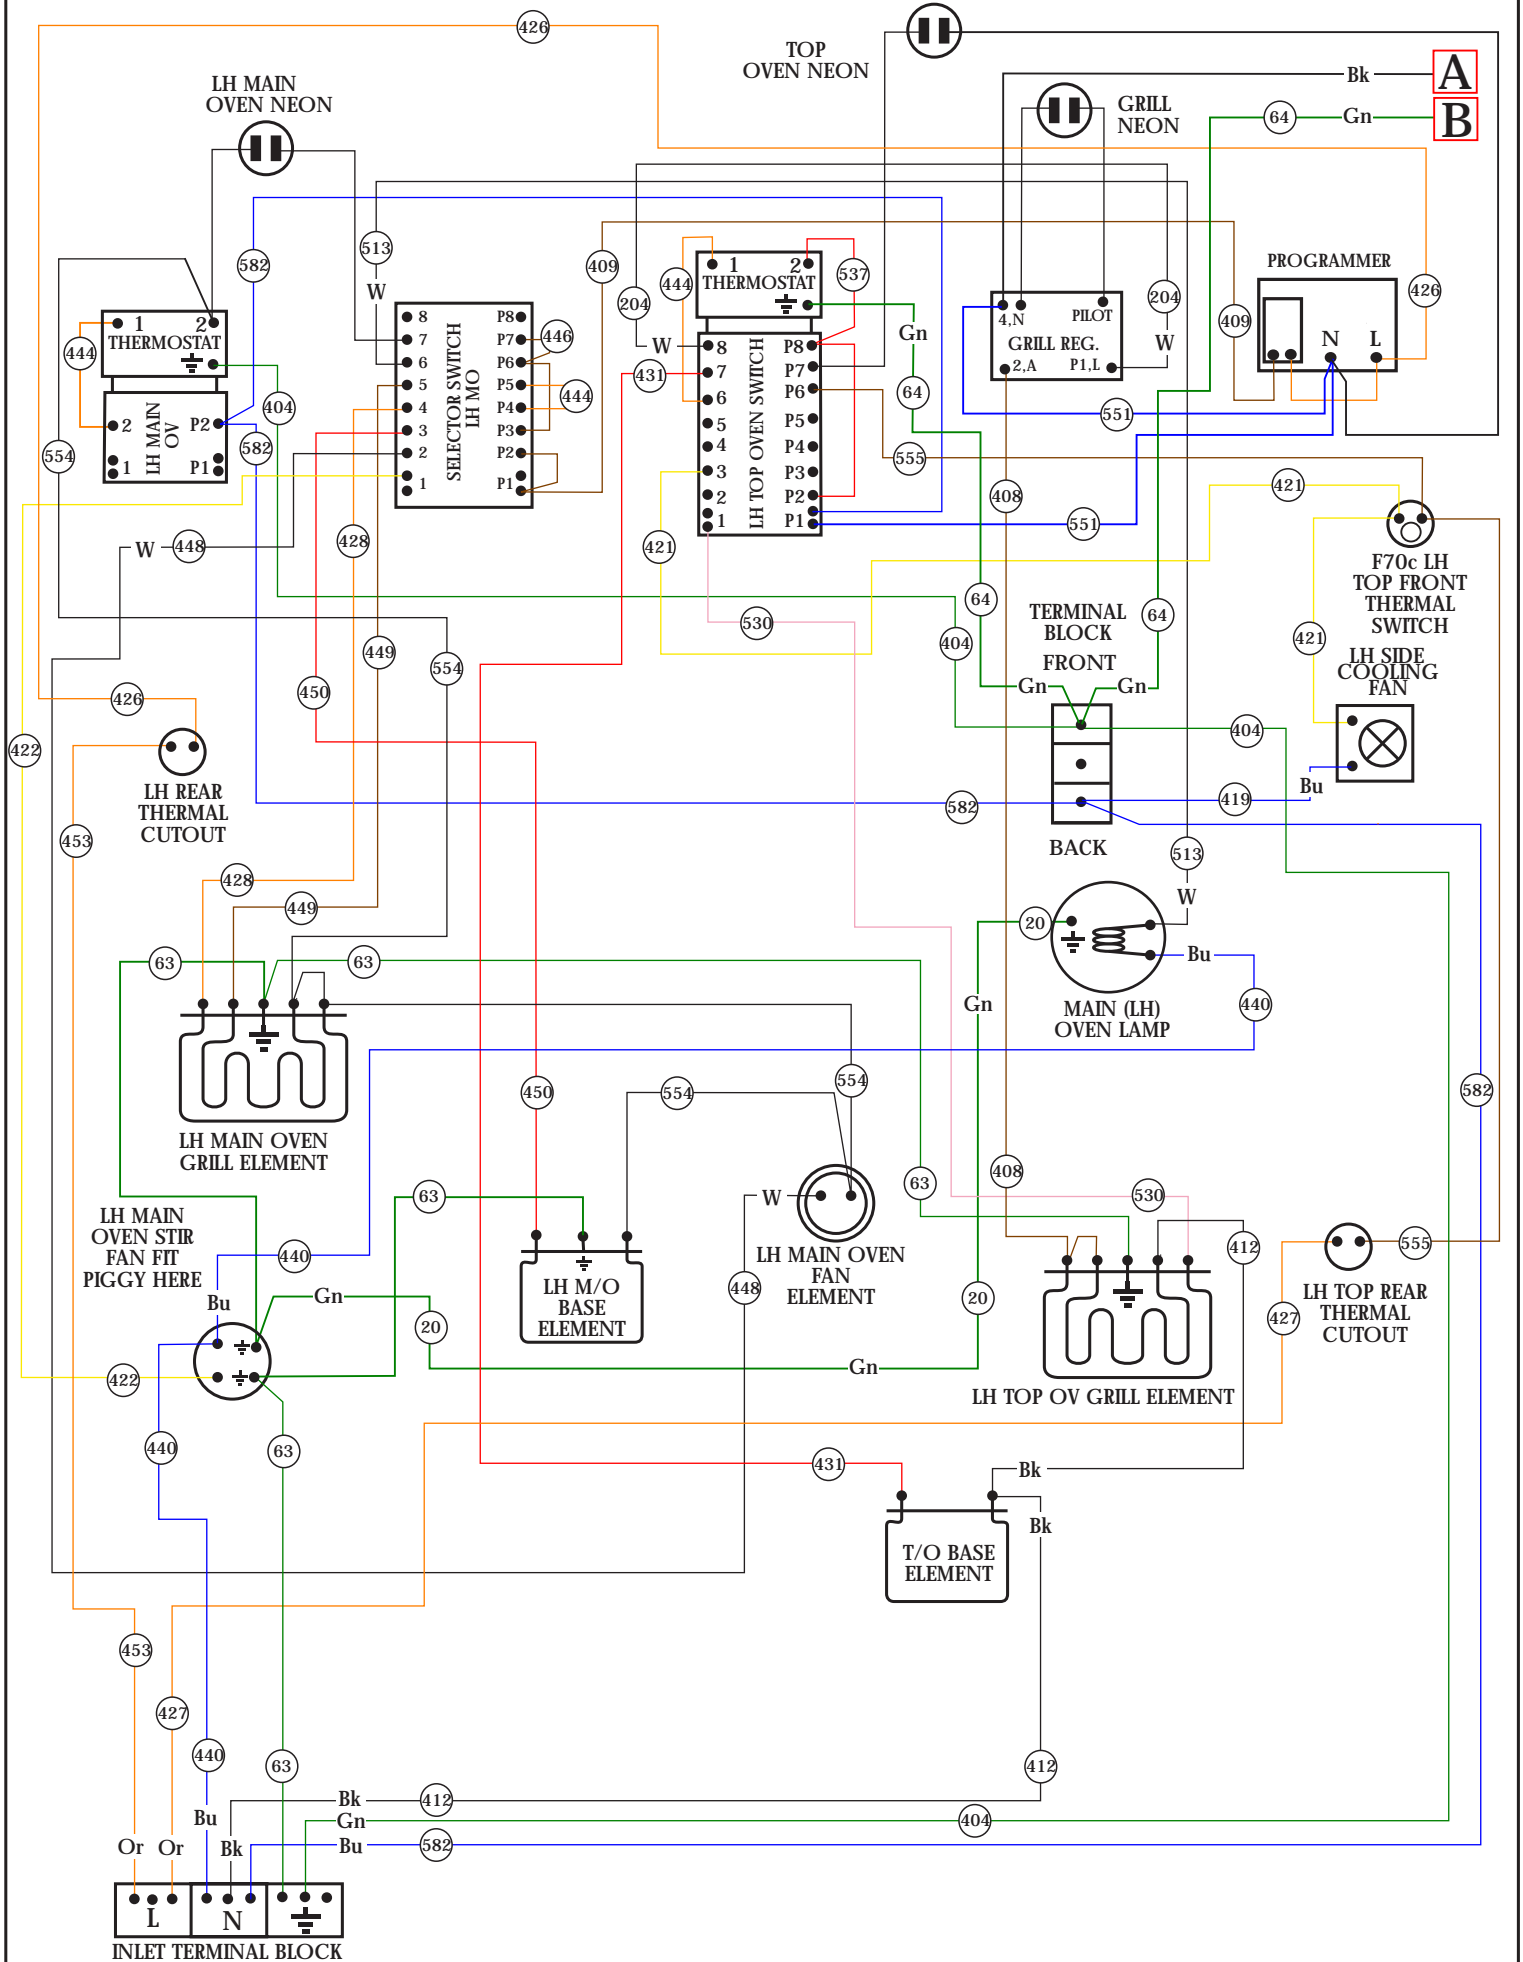 426
TOP
OVEN NEON
Bk
A
LH MAIN
OVEN NEON
GRILL
NEON
64
Gn
B
513
582
409
444
1
2
THERMOSTAT
537
PROGRAMMER
W
204
204
426
4,N
PILOT
GRILL REG.
2,A
P1,L
W
409
N
L
1
2
THERMOSTAT
444
2
LH MAIN
OV
P2
1
P1
404
582
554
8
7
6
5
4
3
2
1
SELECTOR SWITCH
LH MO
P8
P7
P6
P5
P4
P3
P2
P1
446
444
W
431
8
7
6
5
4
3
2
1
LH TOP OVEN SWITCH
P8
P7
P6
P5
P4
P3
P2
P1
Gn
64
551
555
408
551
421
W
448
428
421
F70c LH
TOP FRONT
THERMAL
SWITCH
530
64
TERMINAL
BLOCK
FRONT
64
404
421
LH SIDE
COOLING
FAN
449
554
450
Gn
Gn
426
422
404
LH REAR
THERMAL
CUTOUT
453
582
419
Bu
BACK
513
W
428
449
20
63
63
Bu
Gn
440
MAIN (LH)
OVEN LAMP
450
554
554
582
LH MAIN OVEN
GRILL ELEMENT
408
63
63
W
530
LH MAIN
OVEN STIR
FAN FIT
PIGGY HERE
440
LH MAIN OVEN
FAN
ELEMENT
412
555
Bu
Gn
LH M/O
BASE
ELEMENT
448
20
20
427
LH TOP REAR
THERMAL
CUTOUT
422
Gn
LH TOP OV GRILL ELEMENT
440
63
431
Bk
Bk
T/O BASE
ELEMENT
453
427
440
63
412
Bk
412
Gn
404
Bu
582
Or
Or
Bu
Bk
L
N
INLET TERMINAL BLOCK